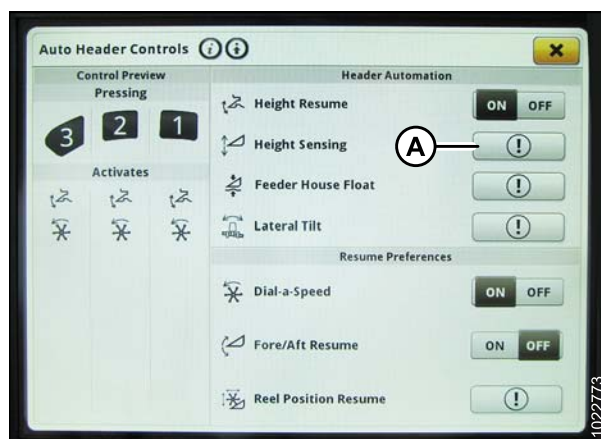 Auto Header Controls
Control Preview
Pressing
3 2 1
Activates
Header Automation
Height Resume ON OFF
Height Sensing A !
Feeder House Float !
Lateral Tilt !
Resume Preferences
Dial-a-Speed ON OFF
Fore/Aft Resume ON OFF
Reel Position Resume !
1022773